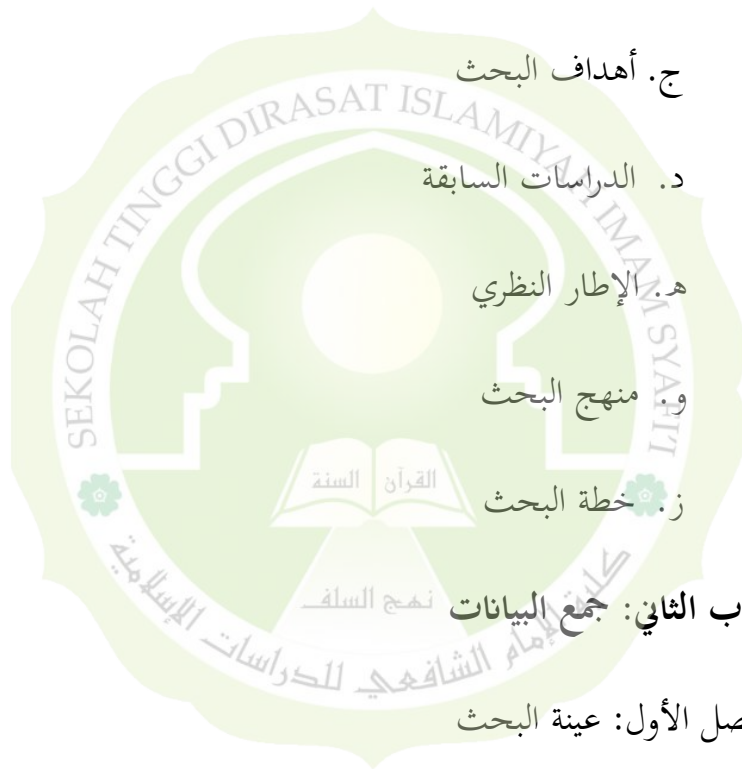 ج. أهداف البحث
SEKOLAH TINGGI DIRASAT ISLAMIYAH IMAM SYAFI'I
د. الدراسات السابقة
هـ. الإطار النظري
و. منهج البحث
القرآن السنة
ز. خطة البحث
نهج السلف
ب الثاني: جمع البيانات
كلية الإمام الشافعي للدراسات الإسلامية
صل الأول: عينة البحث